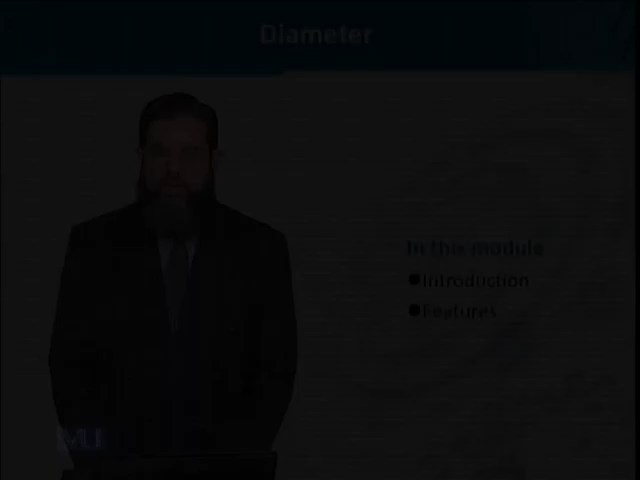 Diameter
In this module
●Introduction
●Features